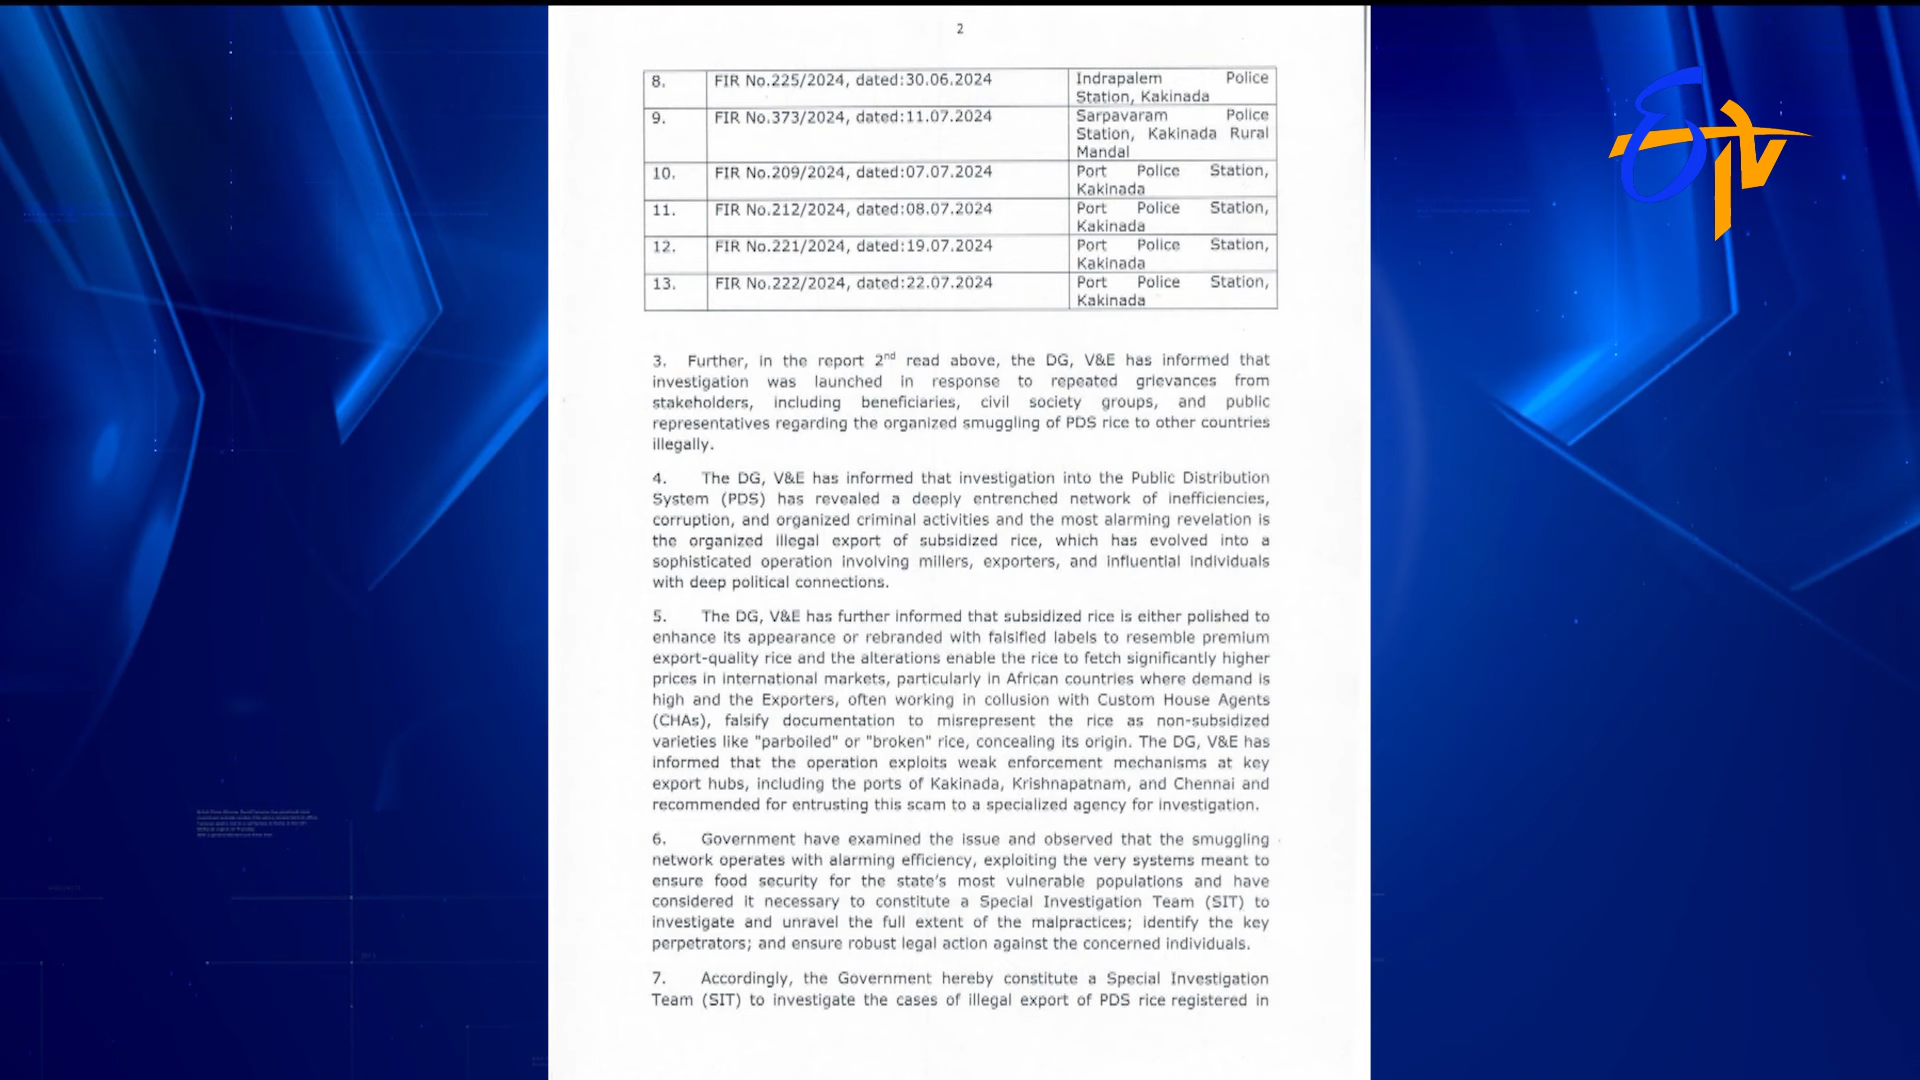 2
8. FIR No.225/2024, dated:30.06.2024 Indrapalem Police
Station, Kakinada
9. FIR No.373/2024, dated:11.07.2024 Sarpavaram Police
Station, Kakinada Rural
Mandal
10. FIR No.209/2024, dated:07.07.2024 Port Police Station,
Kakinada
11. FIR No.212/2024, dated:08.07.2024 Port Police Station,
Kakinada
12. FIR No.221/2024, dated:19.07.2024 Port Police Station,
Kakinada
13. FIR No.222/2024, dated:22.07.2024 Port Police Station,
Kakinada
3. Further, in the report 2nd read above, the DG, V&E has informed that
investigation was launched in response to repeated grievances from
stakeholders, including beneficiaries, civil society groups, and public
representatives regarding the organized smuggling of PDS rice to other countries
illegally.
4. The DG, V&E has informed that investigation into the Public Distribution
System (PDS) has revealed a deeply entrenched network of inefficiencies,
corruption, and organized criminal activities and the most alarming revelation is
the organized illegal export of subsidized rice, which has evolved into a
sophisticated operation involving millers, exporters, and influential individuals
with deep political connections.
5. The DG, V&E has further informed that subsidized rice is either polished to
enhance its appearance or rebranded with falsified labels to resemble premium
export-quality rice and the alterations enable the rice to fetch significantly higher
prices in international markets, particularly in African countries where demand is
high and the Exporters, often working in collusion with Custom House Agents
(CHAs), falsify documentation to misrepresent the rice as non-subsidized
varieties like "parboiled" or "broken" rice, concealing its origin. The DG, V&E has
informed that the operation exploits weak enforcement mechanisms at key
export hubs, including the ports of Kakinada, Krishnapatnam, and Chennai and
recommended for entrusting this scam to a specialized agency for investigation.
6. Government have examined the issue and observed that the smuggling
network operates with alarming efficiency, exploiting the very systems meant to
ensure food security for the state's most vulnerable populations and have
considered it necessary to constitute a Special Investigation Team (SIT) to
investigate and unravel the full extent of the malpractices; identify the key
perpetrators; and ensure robust legal action against the concerned individuals.
7. Accordingly, the Government hereby constitute a Special Investigation
Team (SIT) to investigate the cases of illegal export of PDS rice registered in
ETV